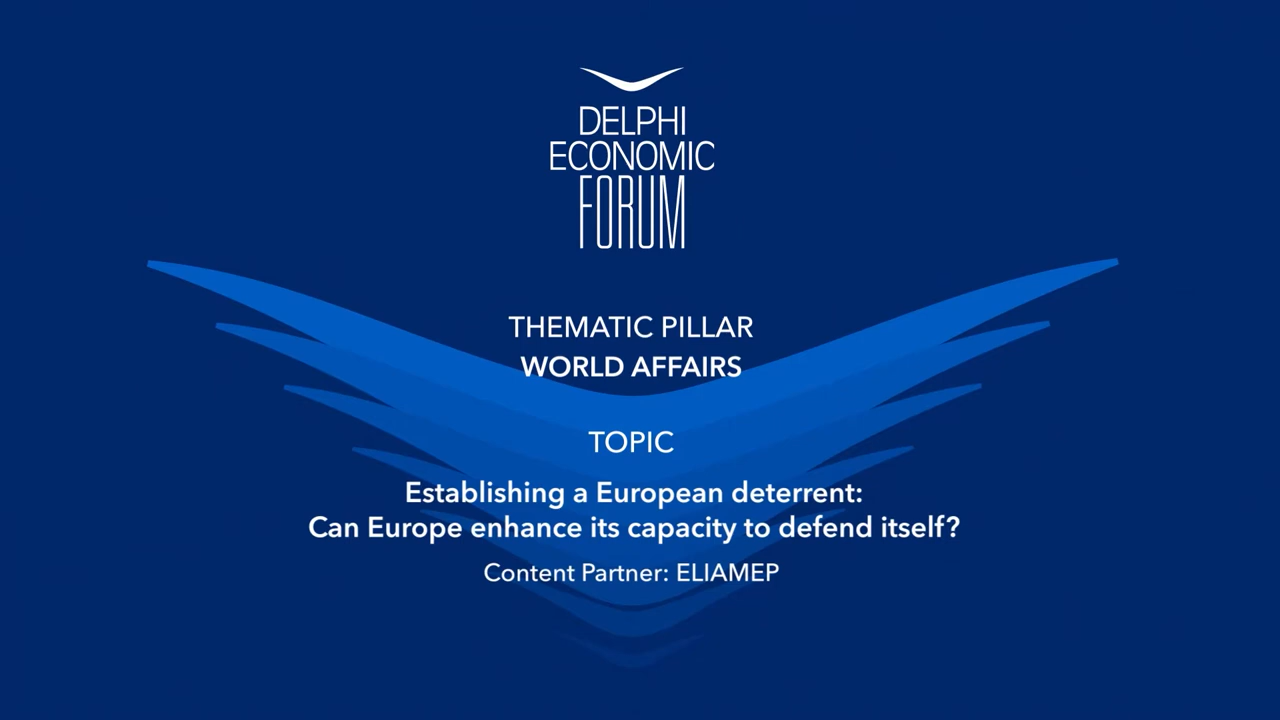 DELPHI
ECONOMIC
FORUM
THEMATIC PILLAR
WORLD AFFAIRS
TOPIC
Establishing a European deterrent:
Can Europe enhance its capacity to defend itself?
Content Partner: ELIAMEP